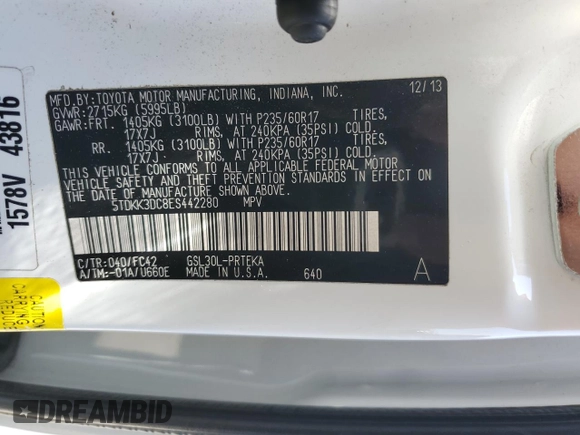 MFD.BY:TOYOTA MOTOR MANUFACTURING, INDIANA, INC. 12/13
GVWR:2715KG (5995LB)
GAWR:FRT. 1405KG (3100LB) WITH P235/60R17 TIRES,
17X7J RIMS, AT 240KPA (35PSI) COLD.
RR. 1405KG (3100LB) WITH P235/60R17 TIRES,
17X7J RIMS, AT 240KPA (35PSI) COLD.
THIS VEHICLE CONFORMS TO ALL APPLICABLE FEDERAL MOTOR
VEHICLE SAFETY AND THEFT PREVENTION STANDARDS IN EFFECT ON
THE DATE OF MANUFACTURE SHOWN ABOVE.
5TDKK3DC8ES442280 MPV
C/TR:040/FC42 GSL30L-PRTEKA
A/TM:-01A/U660E MADE IN U.S.A. 640 A
1578V 43816
CAUTION
CARRYING
REDUCE
DREAMBID